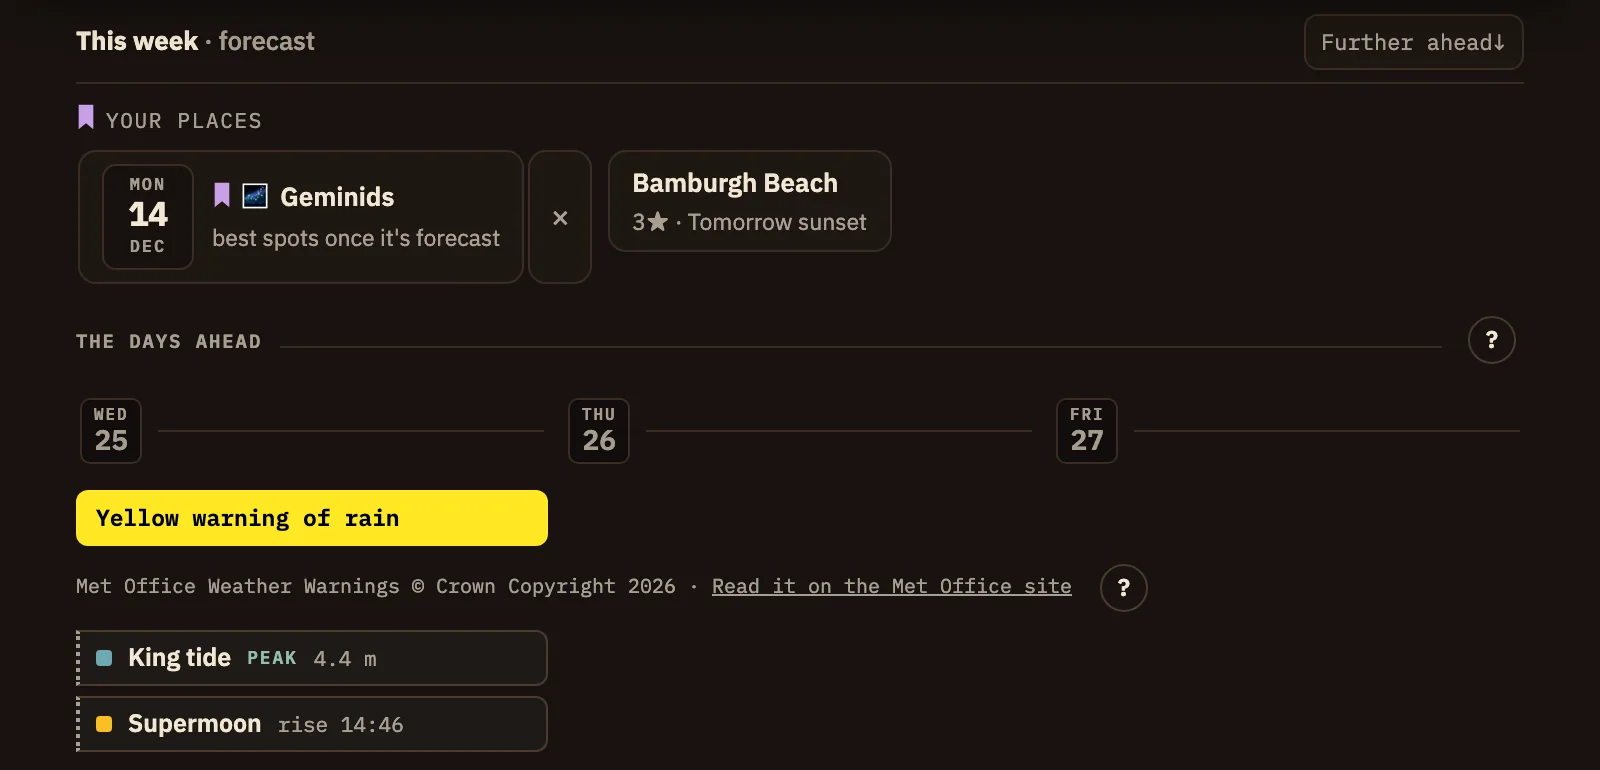 This week · forecast
Further ahead↓
YOUR PLACES
MON
14
DEC
Geminids
best spots once it's forecast
×
Bamburgh Beach
3★ · Tomorrow sunset
THE DAYS AHEAD
?
WED
25
THU
26
FRI
27
Yellow warning of rain
Met Office Weather Warnings © Crown Copyright 2026 · Read it on the Met Office site
?
King tide PEAK 4.4 m
Supermoon rise 14:46